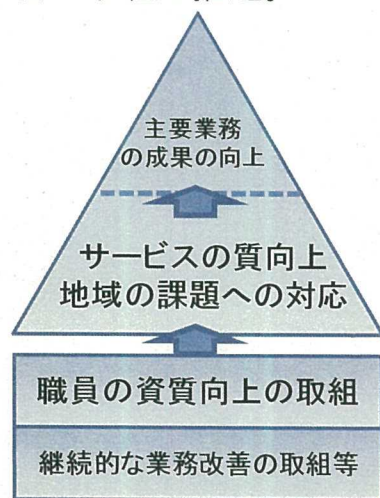 主要業務
の成果の向上
サービスの質向上
地域の課題への対応
職員の資質向上の取組
継続的な業務改善の取組等